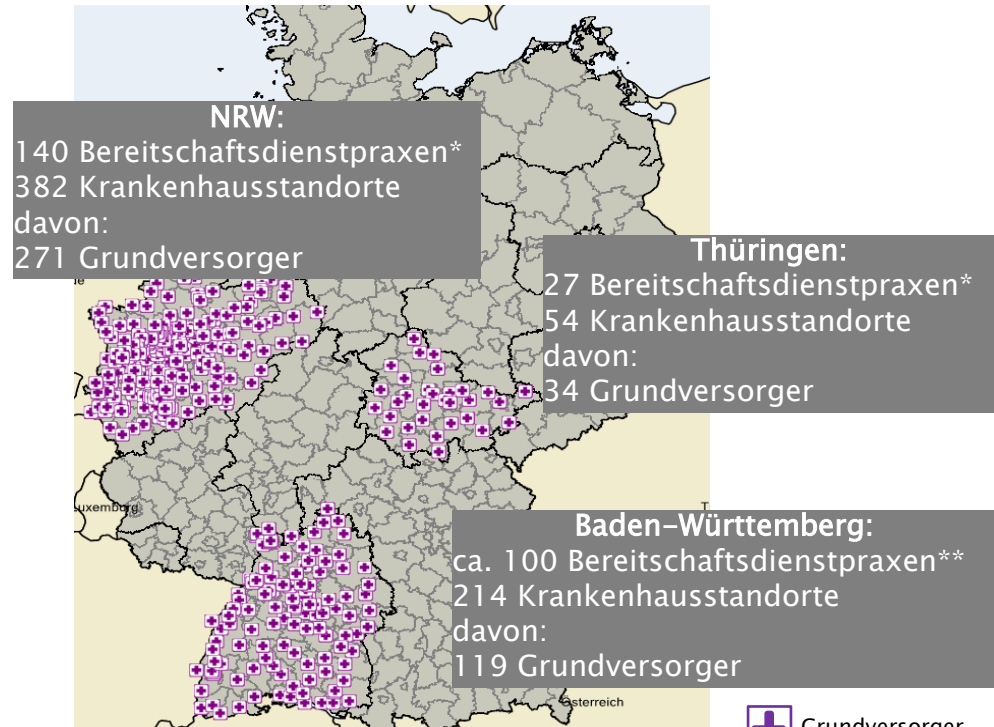 NRW:
140 Bereitschaftsdienstpraxen*
382 Krankenhausstandorte
davon:
271 Grundversorger
Thüringen:
27 Bereitschaftsdienstpraxen*
54 Krankenhausstandorte
davon:
34 Grundversorger
uxemburg
Baden-Württemberg:
ca. 100 Bereitschaftsdienstpraxen**
214 Krankenhausstandorte
davon:
119 Grundversorger
Österreich
Grundversorger